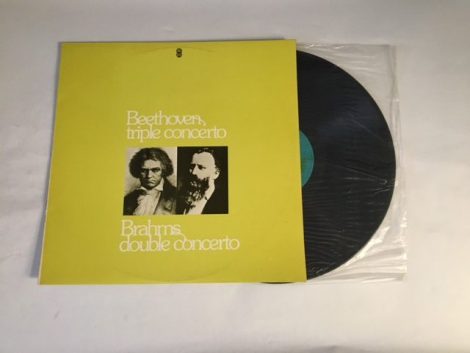 Beethoven,
triple concerto
Brahms,
double concerto